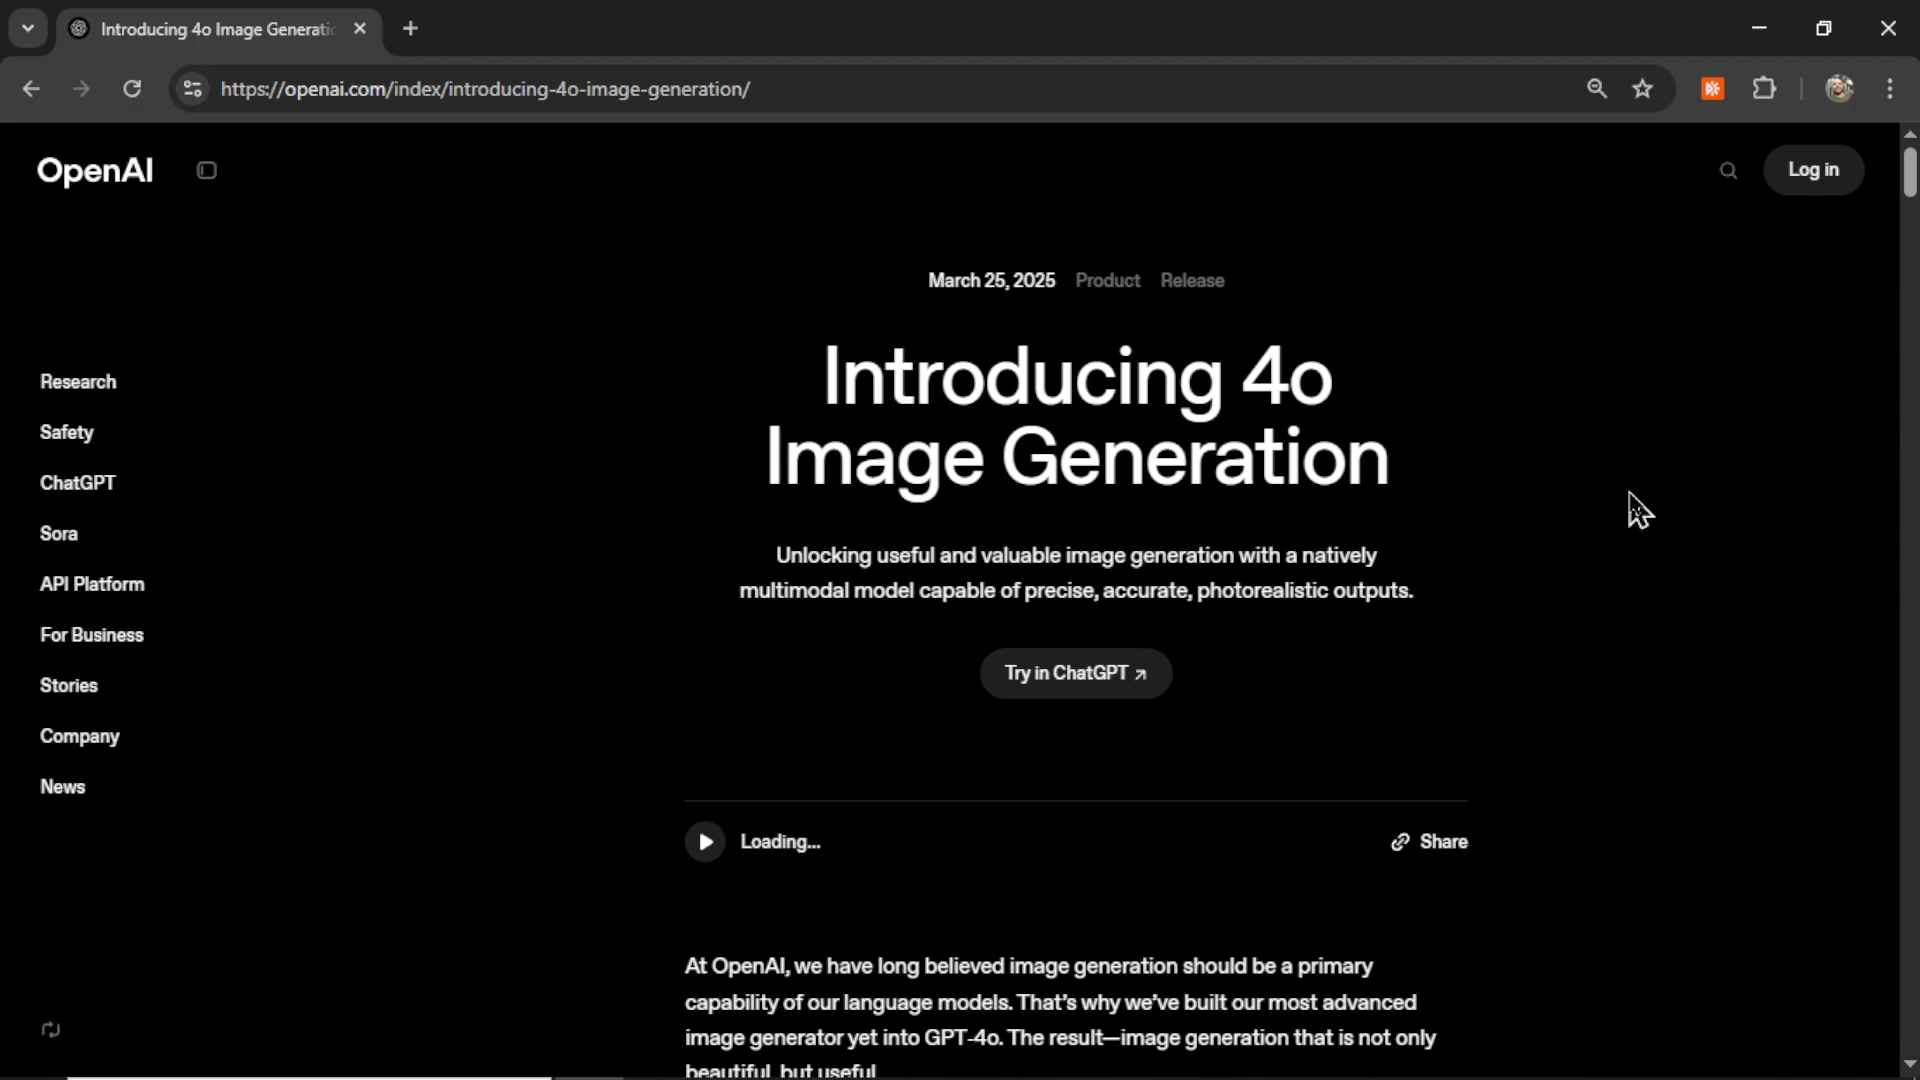 Introducing 4o Image Generati
https://openai.com/index/introducing-4o-image-generation/
OpenAI
Log in
March 25, 2025 Product Release
Introducing 4o
Image Generation
Unlocking useful and valuable image generation with a natively
multimodal model capable of precise, accurate, photorealistic outputs.
Try in ChatGPT ↗
Research
Safety
ChatGPT
Sora
API Platform
For Business
Stories
Company
News
Loading...
Share
At OpenAI, we have long believed image generation should be a primary
capability of our language models. That’s why we’ve built our most advanced
image generator yet into GPT-4o. The result—image generation that is not only
beautiful, but useful